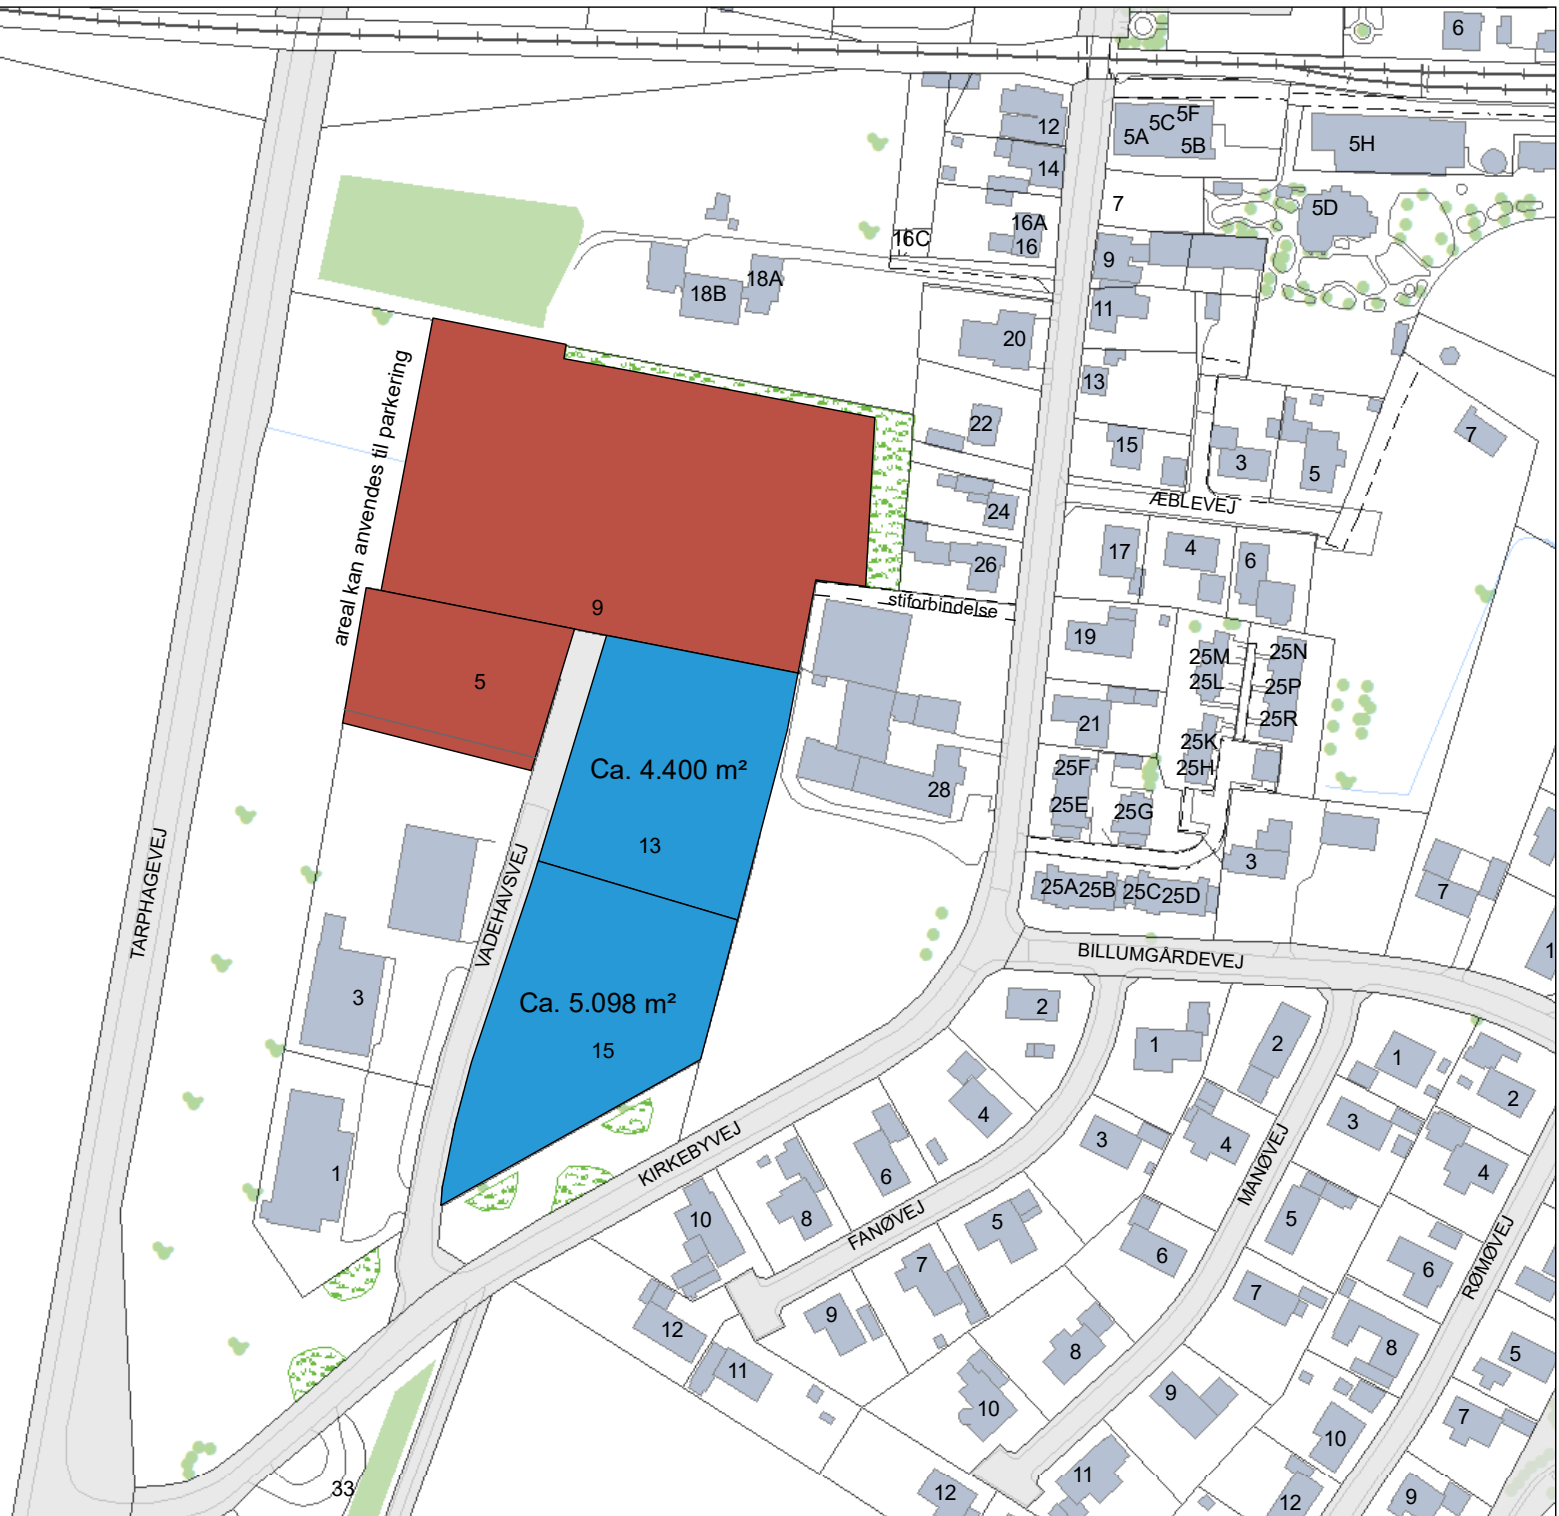 6
12
5A
5C
5F
5B
5H
14
7
5D
16A
16
16C
9
18A
18B
11
20
13
22
15
3
5
7
areal kan anvendes til parkering
24
ÆBLEVEJ
26
17
4
6
9
stiforbindelse
19
5
25M
25N
25L
25P
25R
21
25K
25F
25H
Ca. 4.400 m²
28
25E
25G
13
3
TARPHAGEVEJ
VADEHAVSVEJ
25A
25B
25C
25D
7
1
BILLUMGÅRDEVEJ
3
Ca. 5.098 m²
15
2
1
2
1
2
4
3
4
3
4
KIRKEBYVEJ
MANØVEJ
1
6
10
8
FANØVEJ
5
6
5
6
RØMØVEJ
7
7
12
9
8
8
5
11
10
9
10
7
33
11
12
12
9